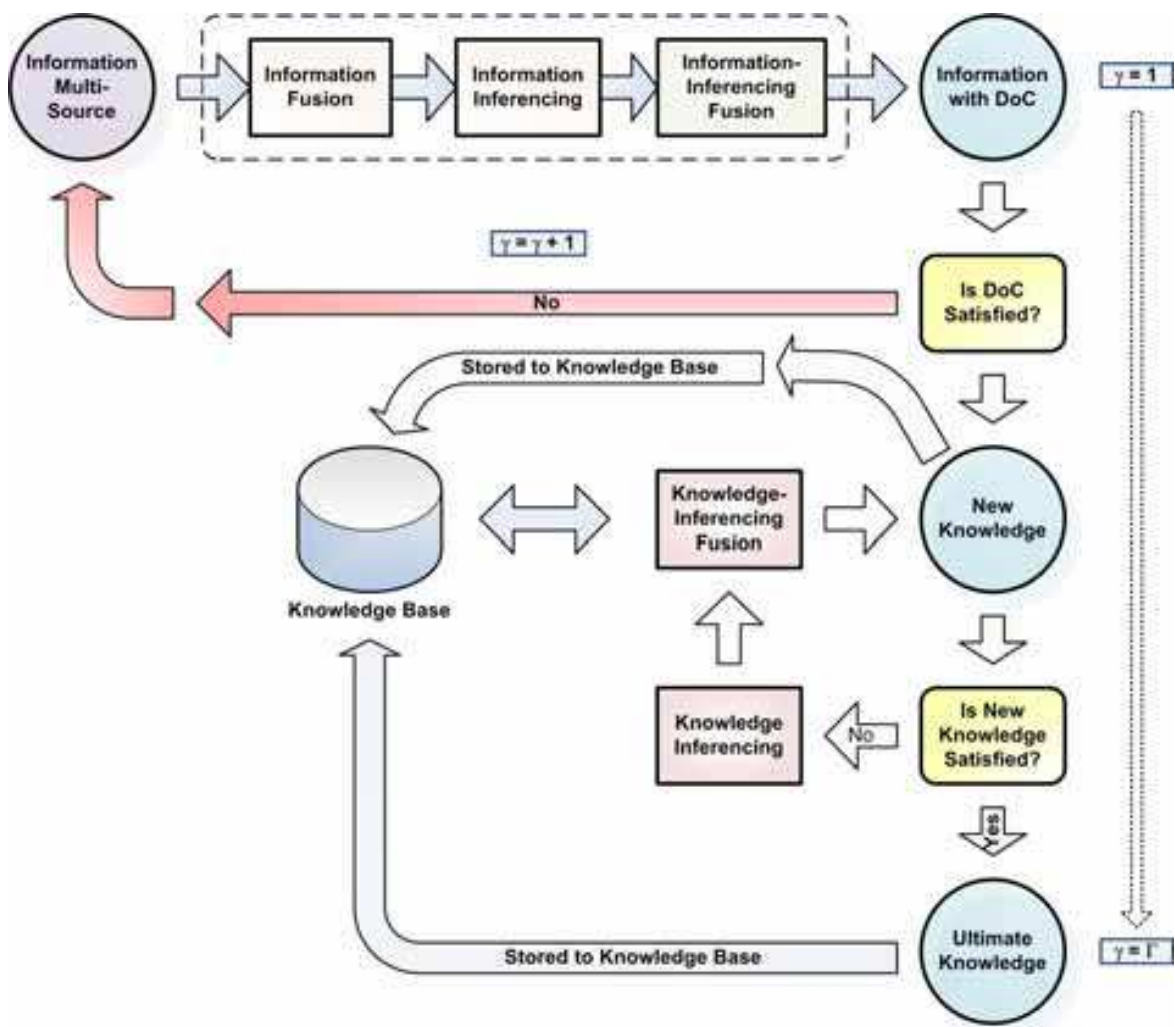 Information
Multi-
Source
Information
Fusion
Information
Inferencing
Information-
Inferencing
Fusion
Information
with DoC
γ = 1
γ = γ + 1
No
Is DoC
Satisfied?
Stored to Knowledge Base
Knowledge Base
Knowledge-
Inferencing
Fusion
New
Knowledge
Knowledge
Inferencing
No
Is New
Knowledge
Satisfied?
Yes
Stored to Knowledge Base
Ultimate
Knowledge
γ = Γ